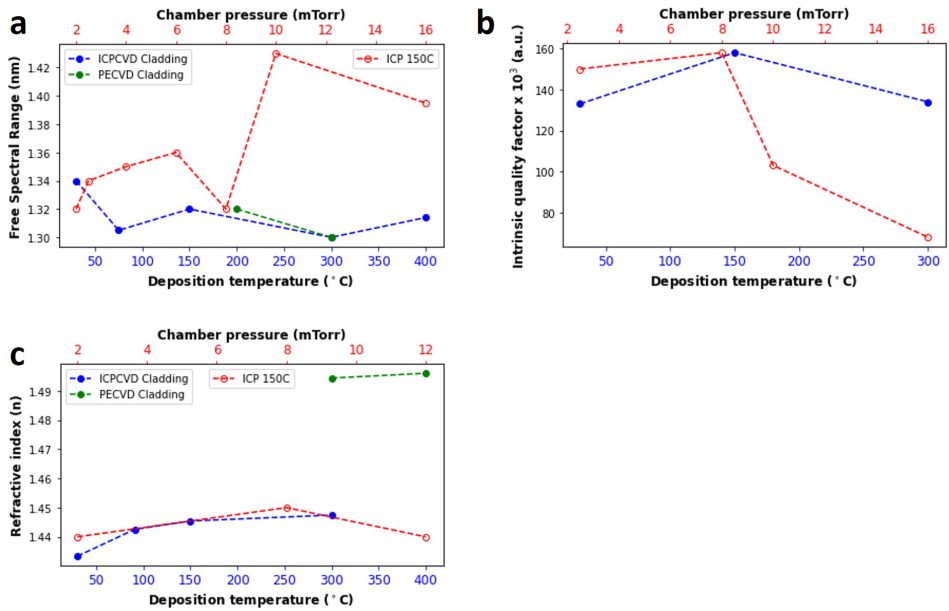 a
Chamber pressure (mTorr)
2 4 6 8 10 12 14 16
ICPCVD Cladding
PECVD Cladding
ICP 150C
Free Spectral Range (nm)
1.42
1.40
1.38
1.36
1.34
1.32
1.30
50 100 150 200 250 300 350 400
Deposition temperature (°C)
b
Chamber pressure (mTorr)
2 4 6 8 10 12 14 16
Intrinsic quality factor x 10³ (a.u.)
160
140
120
100
80
50 100 150 200 250 300
Deposition temperature (°C)
c
Chamber pressure (mTorr)
2 4 6 8 10 12
ICPCVD Cladding
PECVD Cladding
ICP 150C
Refractive index (n)
1.49
1.48
1.47
1.46
1.45
1.44
50 100 150 200 250 300 350 400
Deposition temperature (°C)